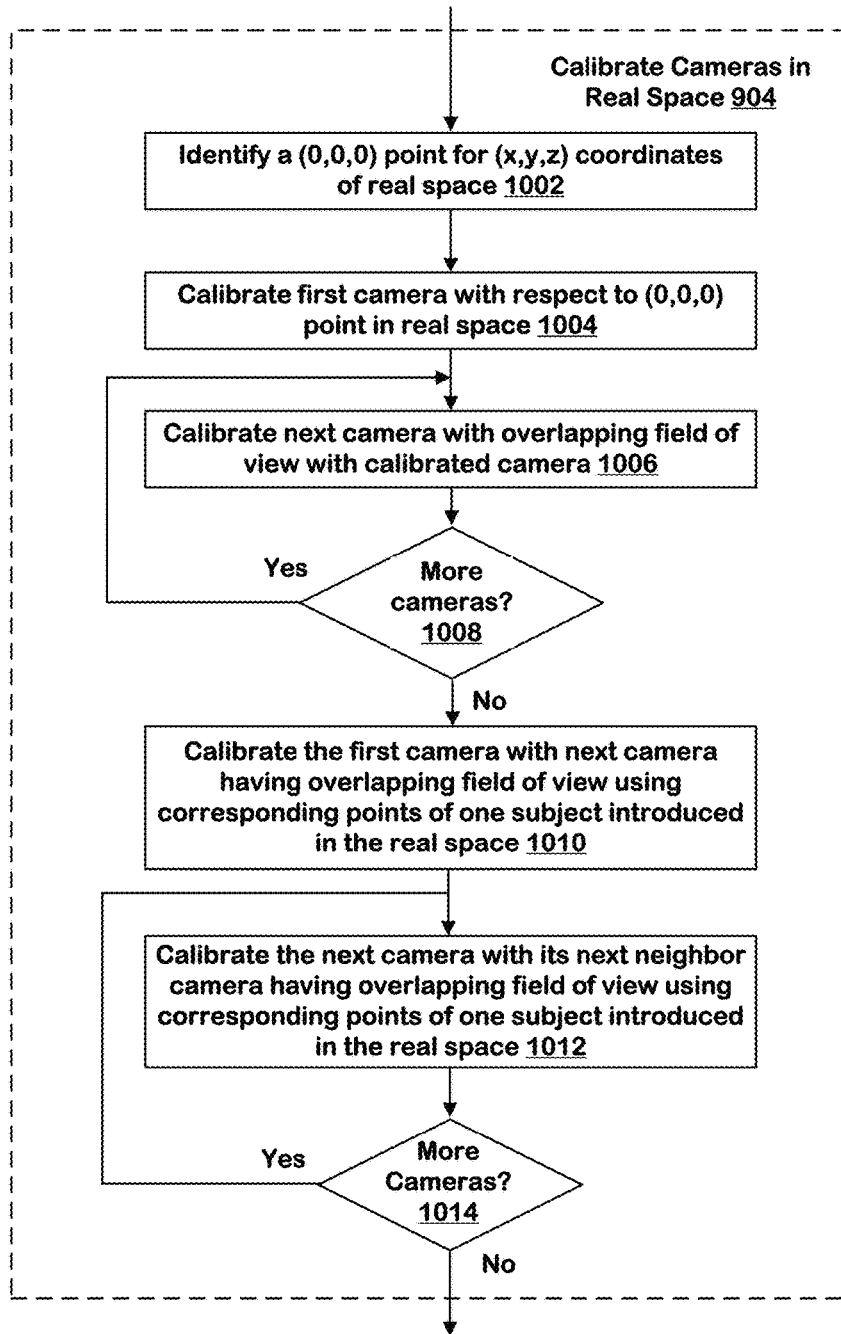 Calibrate Cameras in
Real Space 904
Identify a (0,0,0) point for (x,y,z) coordinates
of real space 1002
Calibrate first camera with respect to (0,0,0)
point in real space 1004
Calibrate next camera with overlapping field of
view with calibrated camera 1006
Yes
More
cameras?
1008
No
Calibrate the first camera with next camera
having overlapping field of view using
corresponding points of one subject introduced
in the real space 1010
Calibrate the next camera with its next neighbor
camera having overlapping field of view using
corresponding points of one subject introduced
in the real space 1012
Yes
More
Cameras?
1014
No